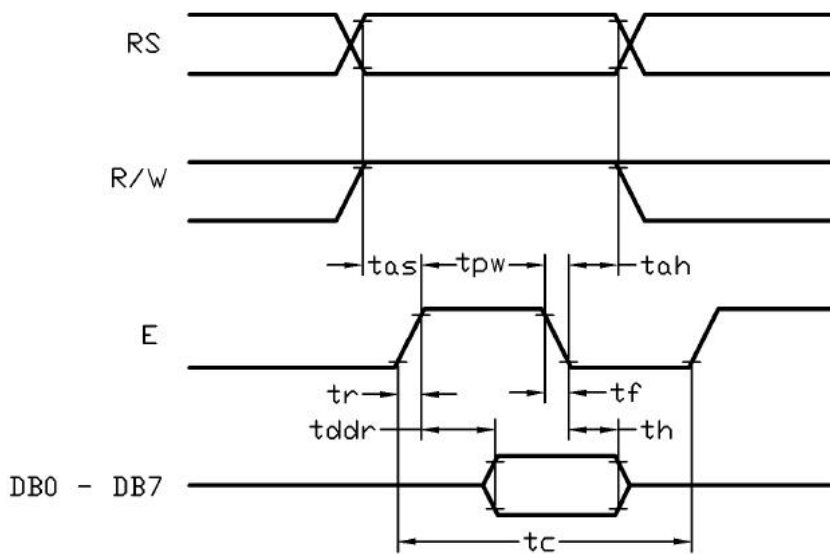 RS
R/W
tas tpw tah
E
tr tf
tddr th
DB0 - DB7
tc